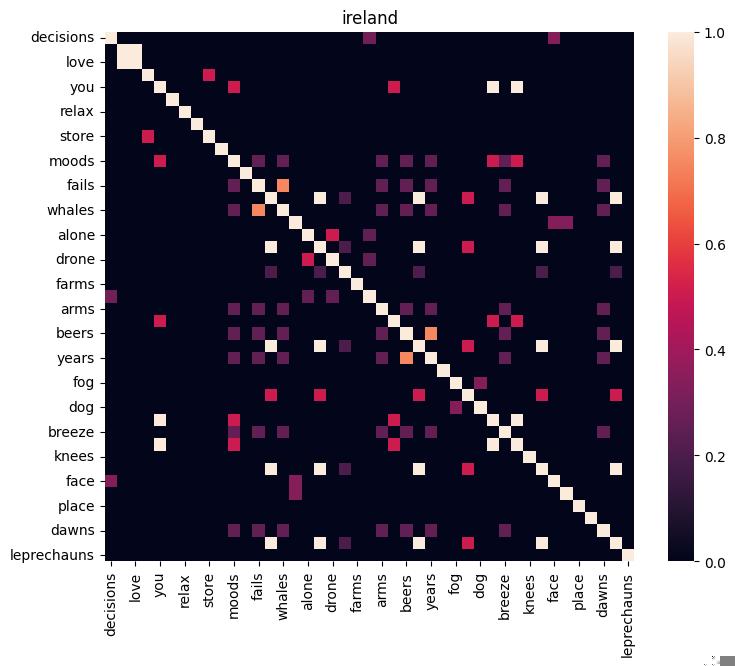 ireland
decisions
love
you
relax
store
moods
fails
whales
alone
drone
farms
arms
beers
years
fog
dog
breeze
knees
face
place
dawns
leprechauns
1.0
0.8
0.6
0.4
0.2
0.0
decisions
love
you
relax
store
moods
fails
whales
alone
drone
farms
arms
beers
years
fog
dog
breeze
knees
face
place
dawns
leprechauns